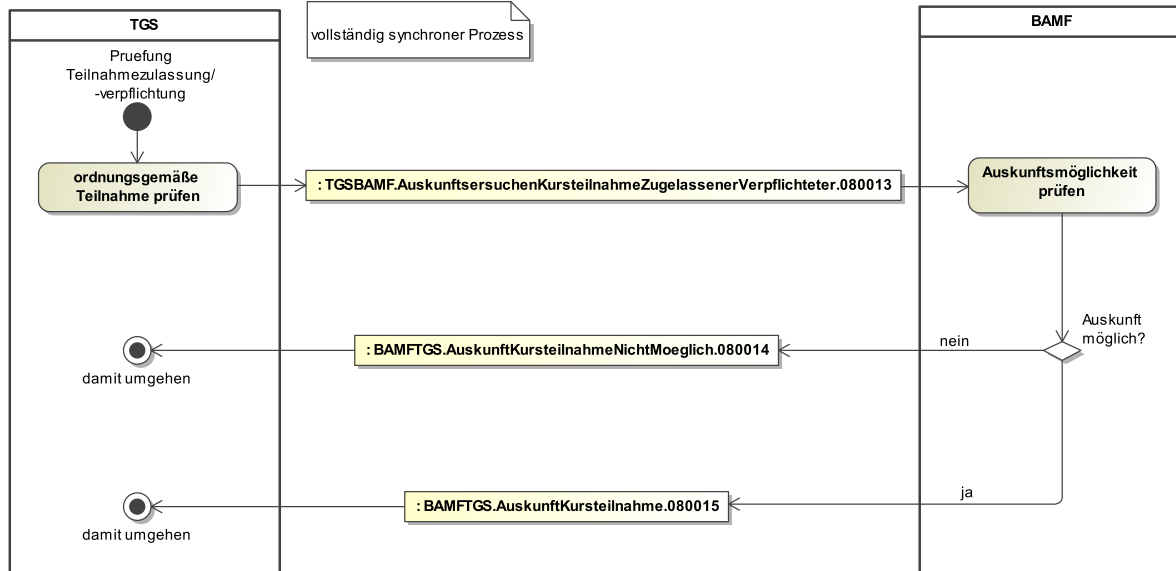 TGS
vollständig synchroner Prozess
BAMF
Pruefung
Teilnahmezulassung/
-verpflichtung
ordnungsgemäße
Teilnahme prüfen
: TGSBAMF.AuskunftsersuchenKursteilnahmeZugelassenerVerpflichteter.080013
Auskunftsmöglichkeit
prüfen
Auskunft
möglich?
nein
: BAMFTGS.AuskunftKursteilnahmeNichtMoeglich.080014
damit umgehen
ja
: BAMFTGS.AuskunftKursteilnahme.080015
damit umgehen